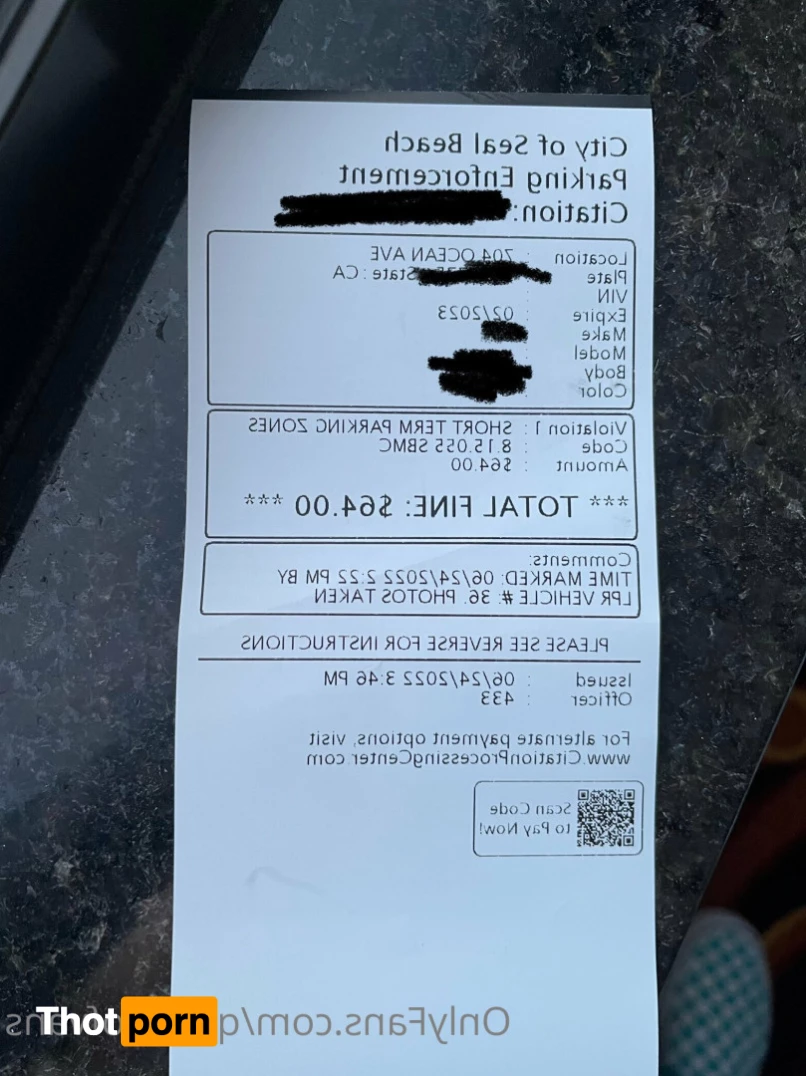 City of Seal Beach
Parking Enforcement
Citation:
Location : 704 OCEAN AVE
Plate State: CA
VIN
Expire : 02/2023
Make
Model
Body
Color
Violation 1 : SHORT TERM PARKING ZONES
Code : 8.15.055 SBMC
Amount : $64.00
*** TOTAL FINE: $64.00 ***
Comments:
TIME MARKED: 06/24/2022 2:22 PM BY
LPR VEHICLE #: 36. PHOTOS TAKEN
PLEASE SEE REVERSE FOR INSTRUCTIONS
Issued : 06/24/2022 3:46 PM
Officer : 433
For alternate payment options, visit
www.CitationProcessingCenter.com
Scan Code
to Pay Now!
OnlyFans.com/
Thot porn